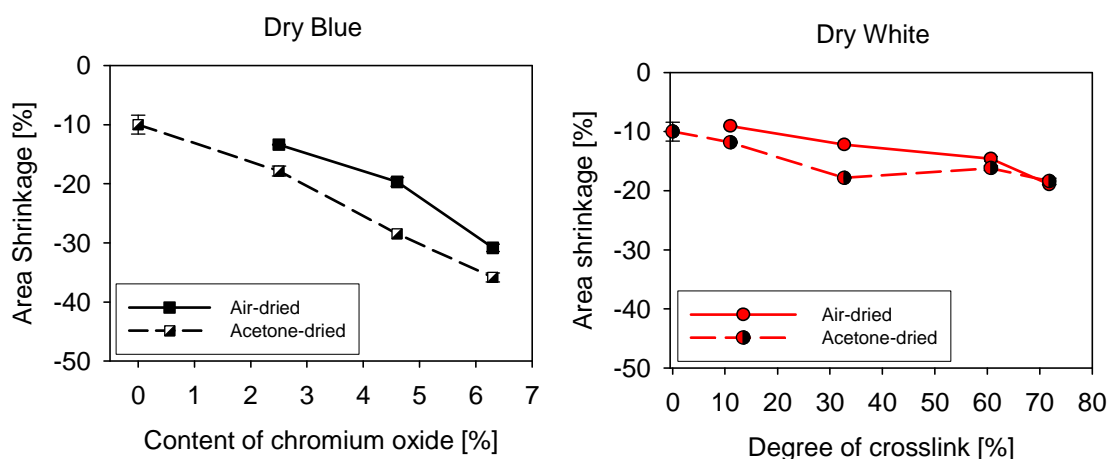 Dry Blue
Area Shrinkage [%]
0
-10
-20
-30
-40
-50
Air-dried
Acetone-dried
0 1 2 3 4 5 6 7
Content of chromium oxide [%]
Dry White
Area shrinkage [%]
0
-10
-20
-30
-40
-50
Air-dried
Acetone-dried
0 10 20 30 40 50 60 70 80
Degree of crosslink [%]